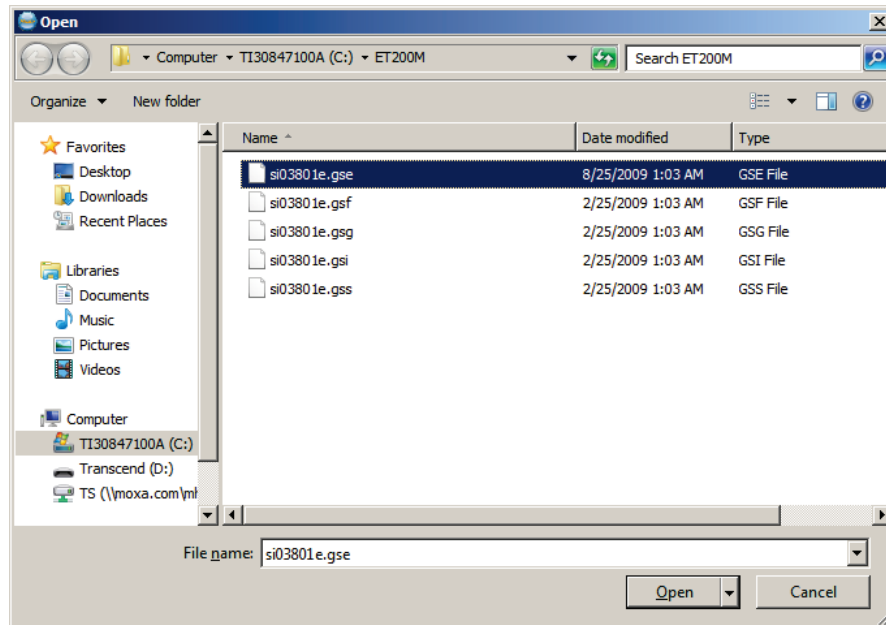 Open
Computer TI30847100A (C:) ET200M
Search ET200M
Organize New folder
Favorites
Desktop
Downloads
Recent Places
Libraries
Documents
Music
Pictures
Videos
Computer
TI30847100A (C:)
Transcend (D:)
TS (\\moxa.com\
Name Date modified Type
si03801e.gse 8/25/2009 1:03 AM GSE File
si03801e.gsf 2/25/2009 1:03 AM GSF File
si03801e.gsg 2/25/2009 1:03 AM GSG File
si03801e.gsi 2/25/2009 1:03 AM GSI File
si03801e.gss 2/25/2009 1:03 AM GSS File
File name: si03801e.gse
Open Cancel